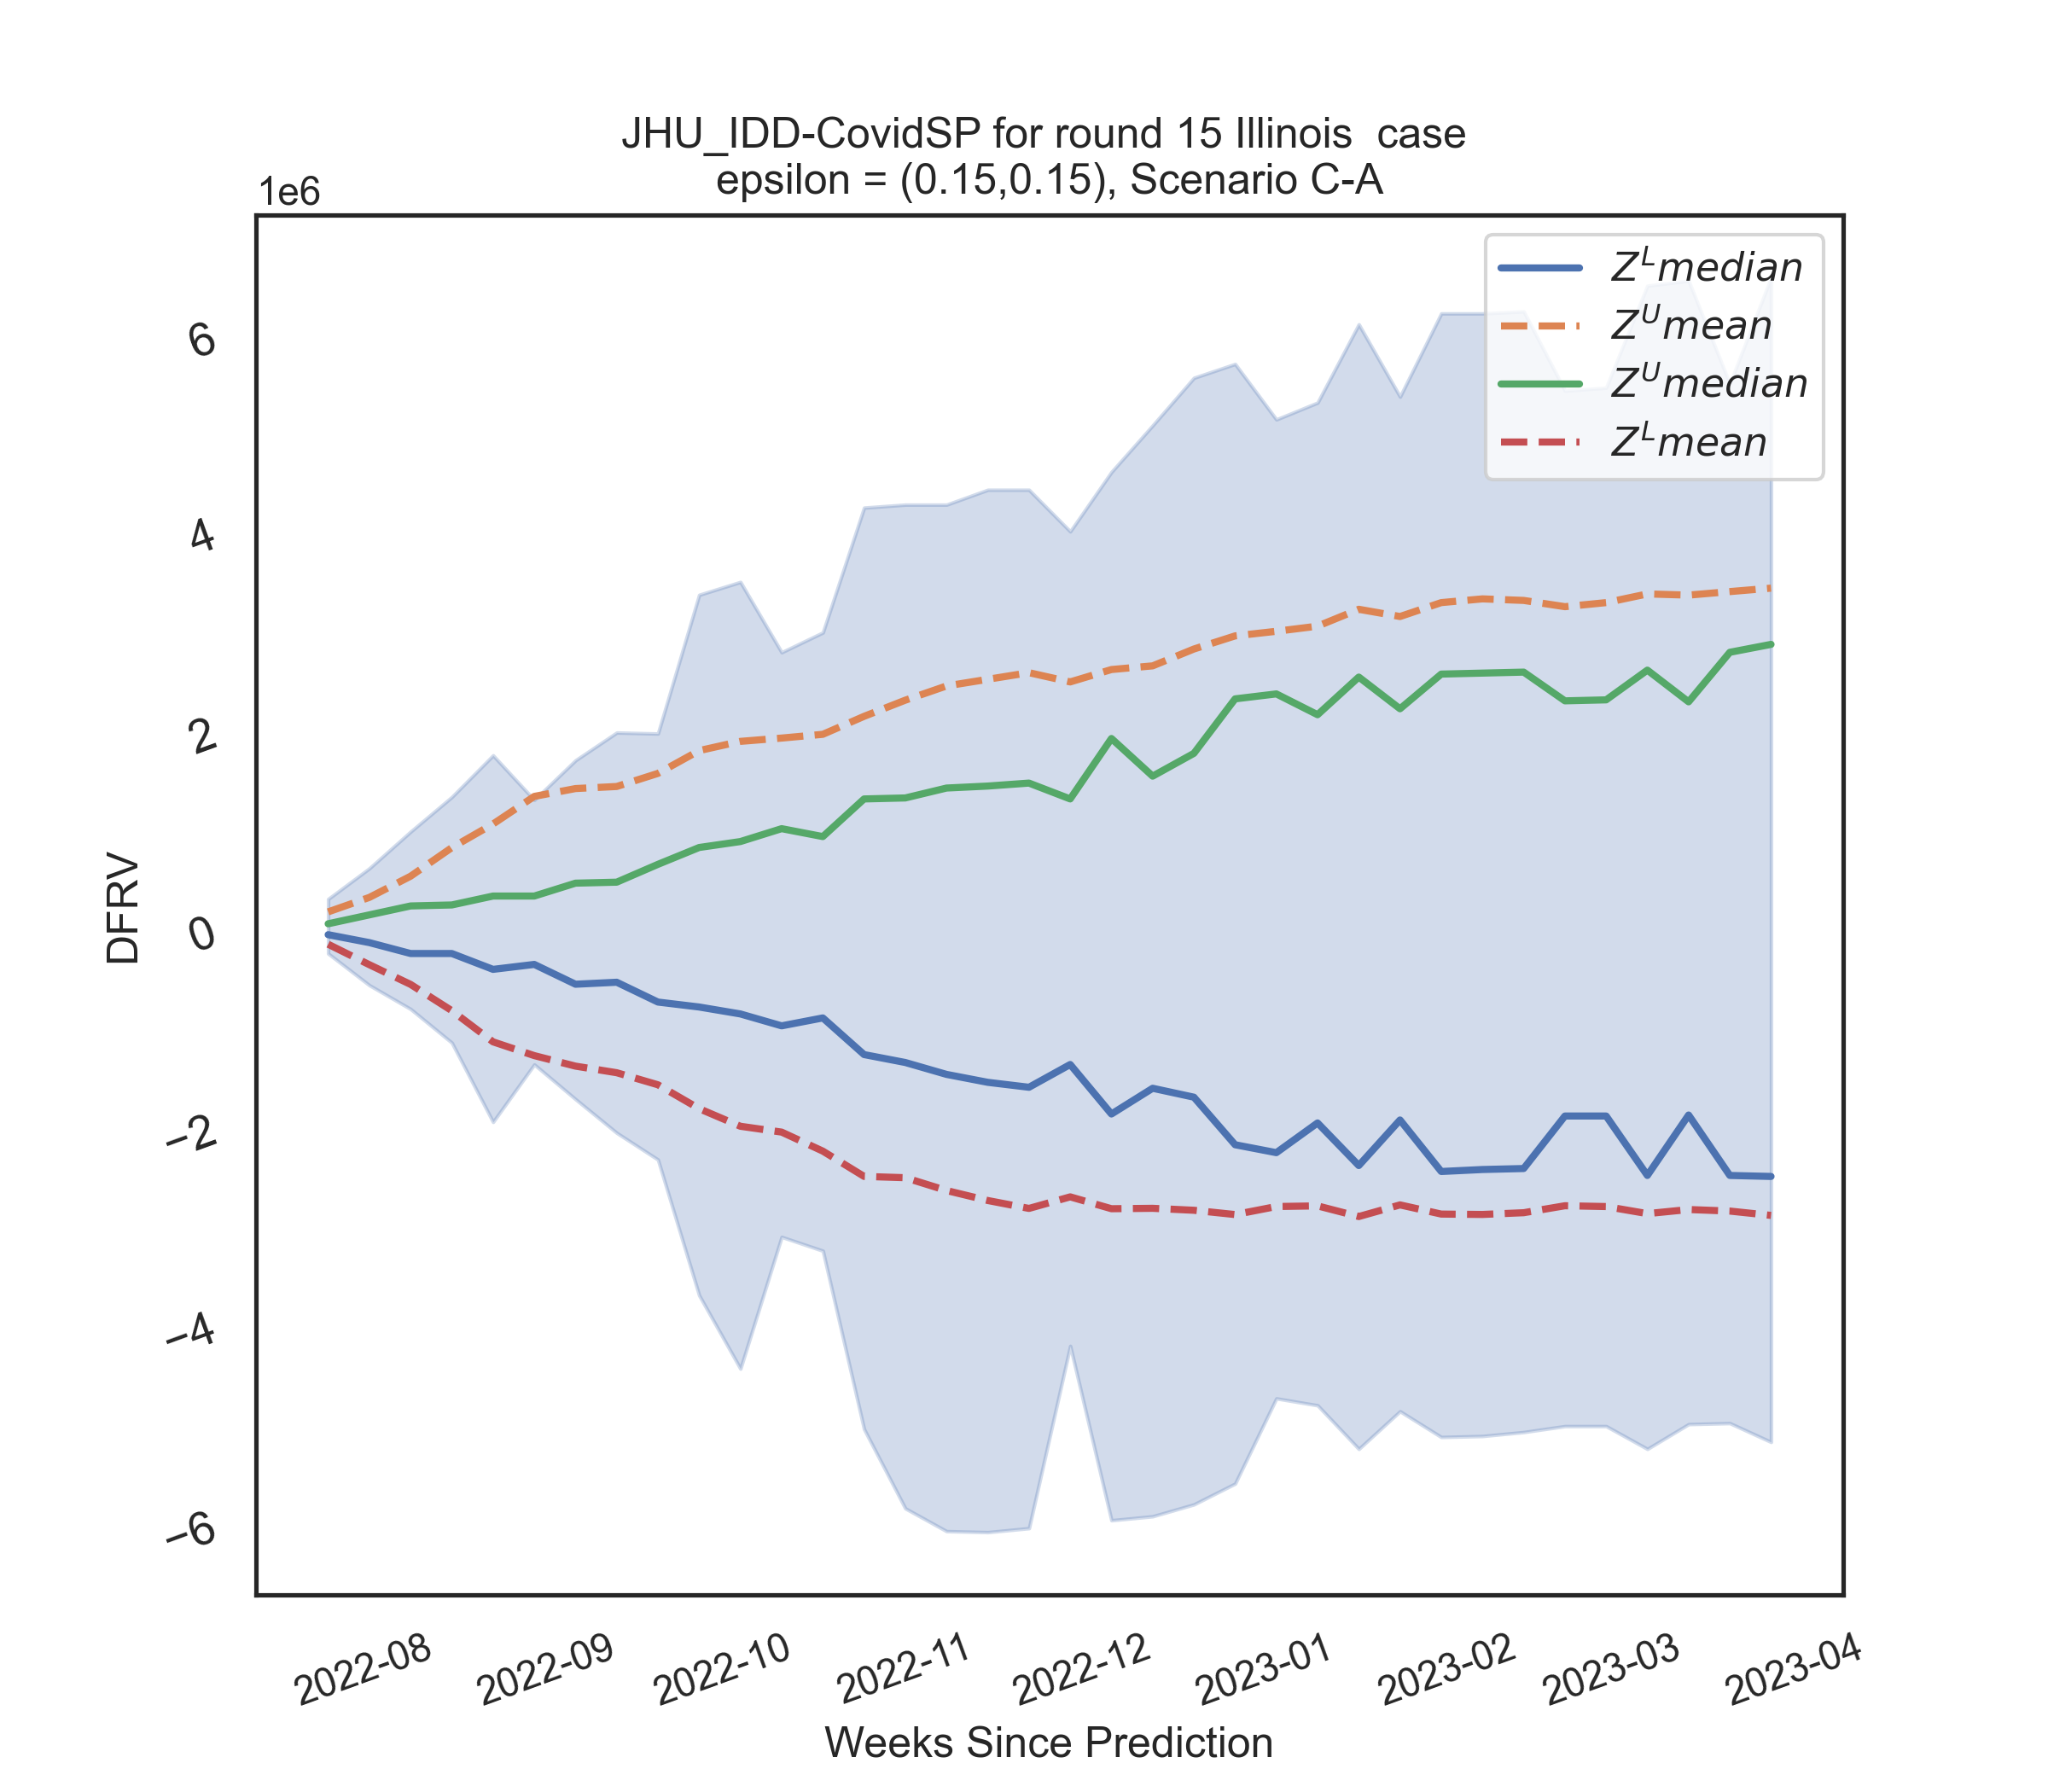 JHU_IDD-CovidSP for round 15 Illinois  case
epsilon = (0.15,0.15), Scenario C-A
1e6
Z^L median
Z^U mean
Z^U median
Z^L mean
6
4
2
0
−2
−4
−6
DFRV
2022-08
2022-09
2022-10
2022-11
2022-12
2023-01
2023-02
2023-03
2023-04
Weeks Since Prediction